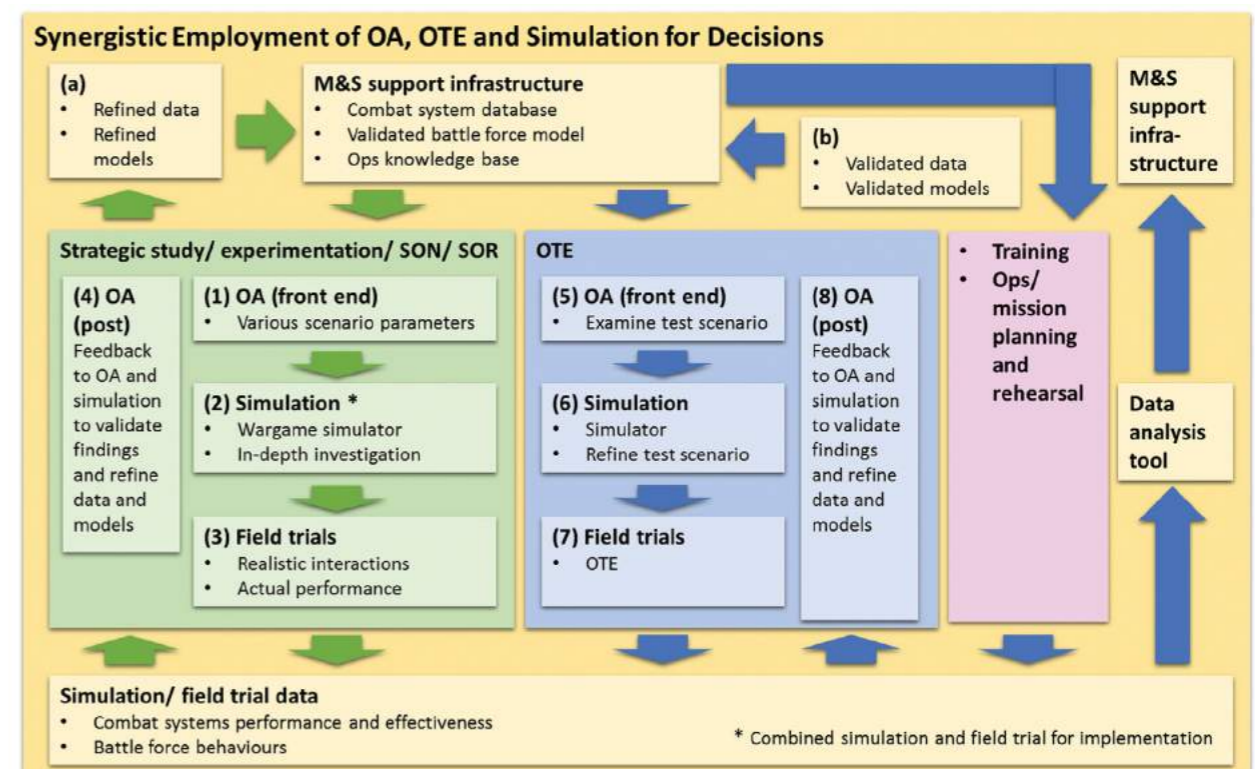 Synergistic Employment of OA, OTE and Simulation for Decisions
(a)
• Refined data
• Refined
models
M&S support infrastructure
• Combat system database
• Validated battle force model
• Ops knowledge base
(b)
• Validated data
• Validated models
M&S
support
infra-
structure
Strategic study/ experimentation/ SON/ SOR
(4) OA
(post)
Feedback
to OA and
simulation
to validate
findings
and refine
data and
models
(1) OA (front end)
• Various scenario parameters
(2) Simulation *
• Wargame simulator
• In-depth investigation
(3) Field trials
• Realistic interactions
• Actual performance
OTE
(5) OA (front end)
• Examine test scenario
(6) Simulation
• Simulator
• Refine test scenario
(7) Field trials
• OTE
(8) OA
(post)
Feedback
to OA and
simulation
to validate
findings
and refine
data and
models
• Training
• Ops/
mission
planning
and
rehearsal
Data
analysis
tool
Simulation/ field trial data
• Combat systems performance and effectiveness
• Battle force behaviours
* Combined simulation and field trial for implementation